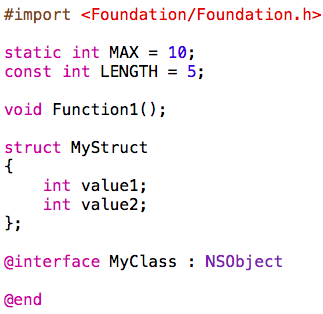 #import <Foundation/Foundation.h>
static int MAX = 10;
const int LENGTH = 5;
void Function1();
struct MyStruct
{
    int value1;
    int value2;
};
@interface MyClass : NSObject
@end